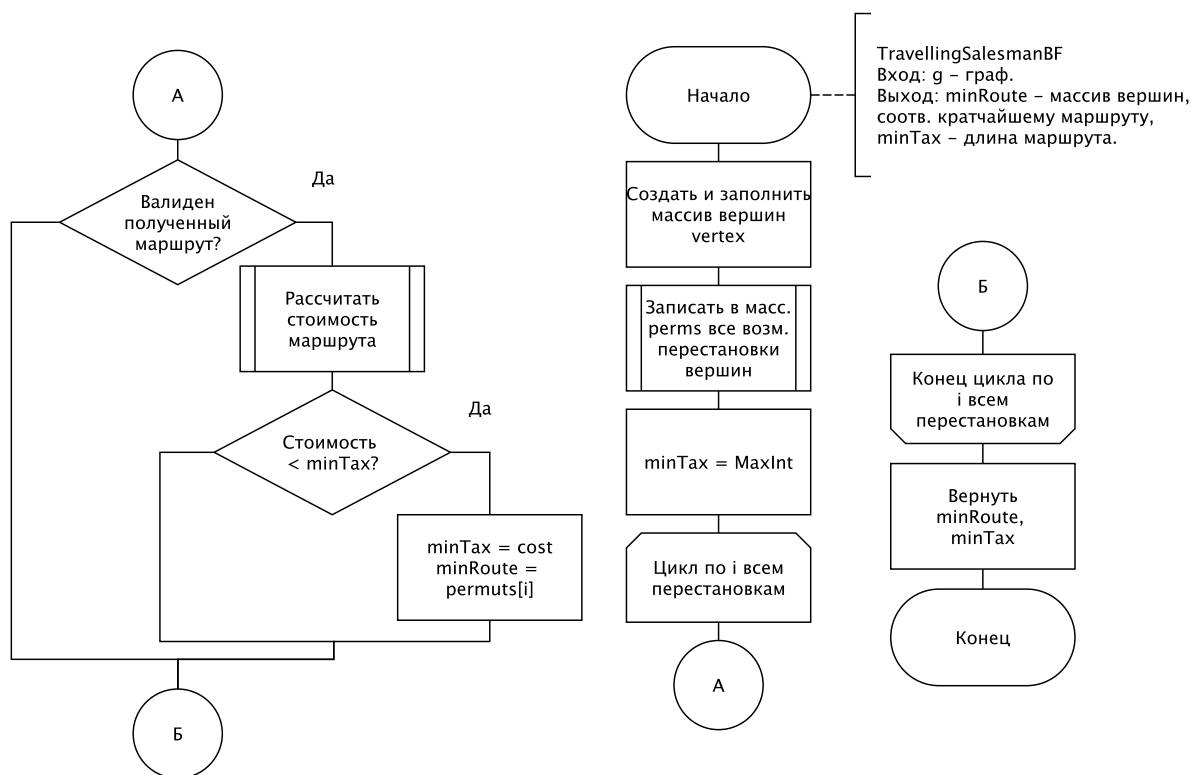 А
Валиден
полученный
маршрут?
Да
Рассчитать
стоимость
маршрута
Стоимость
< minTax?
Да
minTax = cost
minRoute =
permuts[i]
Б
Начало
TravellingSalesmanBF
Вход: g – граф.
Выход: minRoute – массив вершин,
соотв. кратчайшему маршруту,
minTax – длина маршрута.
Создать и заполнить
массив вершин
vertex
Записать в масс.
perms все возм.
перестановки
вершин
minTax = MaxInt
Цикл по i всем
перестановкам
А
Б
Конец цикла по
i всем
перестановкам
Вернуть
minRoute,
minTax
Конец